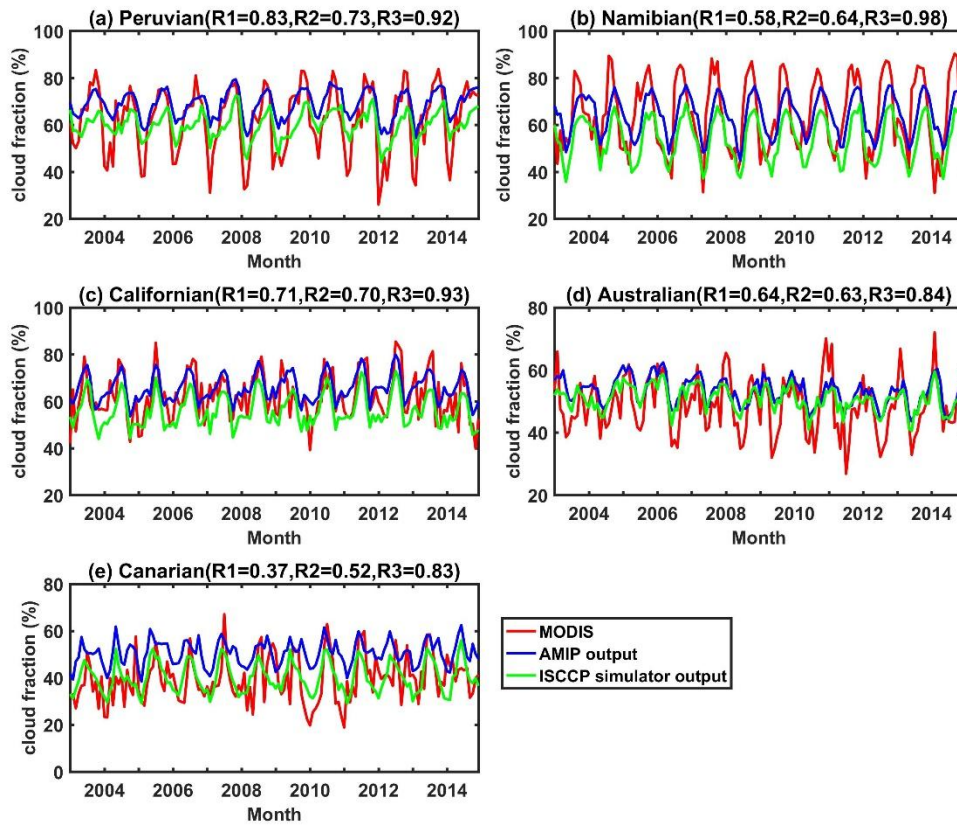 (a) Peruvian(R1=0.83,R2=0.73,R3=0.92)
cloud fraction (%)
100
80
60
40
20
2004 2006 2008 2010 2012 2014
Month
(b) Namibian(R1=0.58,R2=0.64,R3=0.98)
cloud fraction (%)
100
80
60
40
20
2004 2006 2008 2010 2012 2014
Month
(c) Californian(R1=0.71,R2=0.70,R3=0.93)
cloud fraction (%)
100
80
60
40
20
2004 2006 2008 2010 2012 2014
Month
(d) Australian(R1=0.64,R2=0.63,R3=0.84)
cloud fraction (%)
80
60
40
20
2004 2006 2008 2010 2012 2014
Month
(e) Canarian(R1=0.37,R2=0.52,R3=0.83)
cloud fraction (%)
80
60
40
20
0
2004 2006 2008 2010 2012 2014
Month
MODIS
AMIP output
ISCCP simulator output